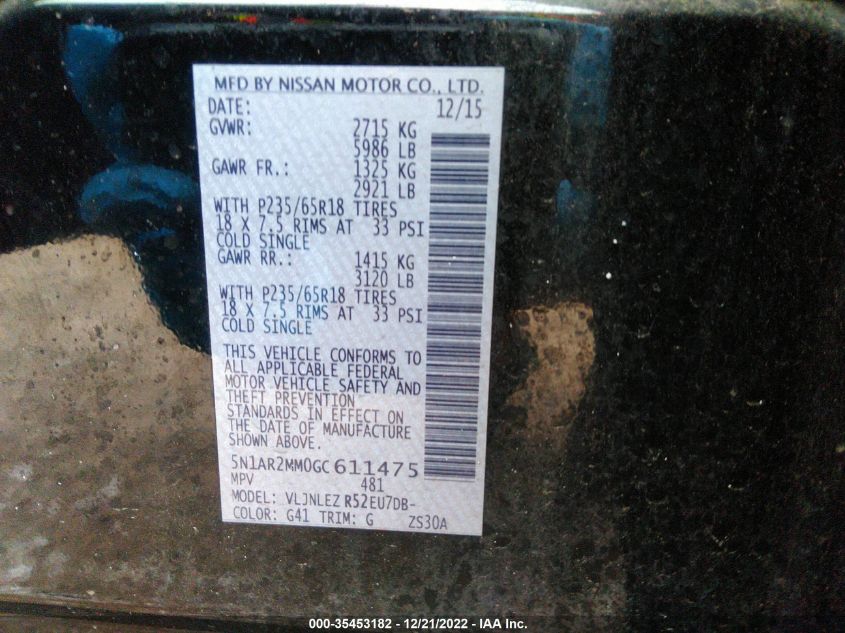 MFD BY NISSAN MOTOR CO., LTD.
DATE: 12/15
GVWR: 2715 KG
5986 LB
GAWR FR.: 1325 KG
2921 LB
WITH P235/65R18 TIRES
18 X 7.5 RIMS AT 33 PSI
COLD SINGLE
GAWR RR.: 1415 KG
3120 LB
WITH P235/65R18 TIRES
18 X 7.5 RIMS AT 33 PSI
COLD SINGLE
THIS VEHICLE CONFORMS TO
ALL APPLICABLE FEDERAL
MOTOR VEHICLE SAFETY AND
THEFT PREVENTION
STANDARDS IN EFFECT ON
THE DATE OF MANUFACTURE
SHOWN ABOVE.
5N1AR2MM0GC611475
MPV 481
MODEL: VLJNLEZ R52EU7DB-
COLOR: G41 TRIM: G ZS30A
000-35453182 - 12/21/2022 - IAA Inc.